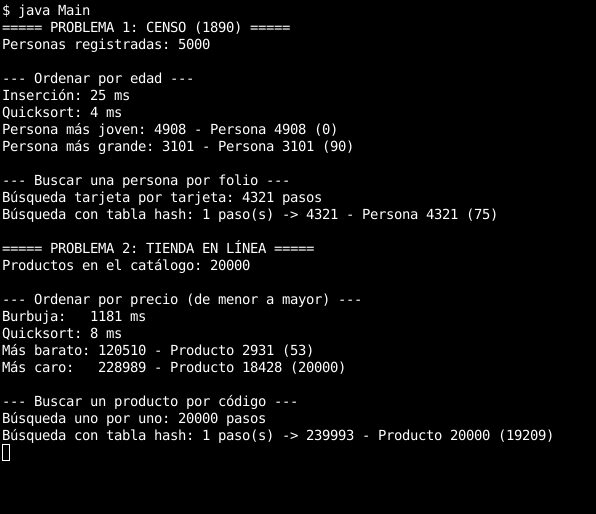 $ java Main
===== PROBLEMA 1: CENSO (1890) =====
Personas registradas: 5000
--- Ordenar por edad ---
Inserción: 25 ms
Quicksort: 4 ms
Persona más joven: 4908 - Persona 4908 (0)
Persona más grande: 3101 - Persona 3101 (90)
--- Buscar una persona por folio ---
Búsqueda tarjeta por tarjeta: 4321 pasos
Búsqueda con tabla hash: 1 paso(s) -> 4321 - Persona 4321 (75)
===== PROBLEMA 2: TIENDA EN LÍNEA =====
Productos en el catálogo: 20000
--- Ordenar por precio (de menor a mayor) ---
Burbuja:   1181 ms
Quicksort: 8 ms
Más barato: 120510 - Producto 2931 (53)
Más caro:   228989 - Producto 18428 (20000)
--- Buscar un producto por código ---
Búsqueda uno por uno: 20000 pasos
Búsqueda con tabla hash: 1 paso(s) -> 239993 - Producto 20000 (19209)